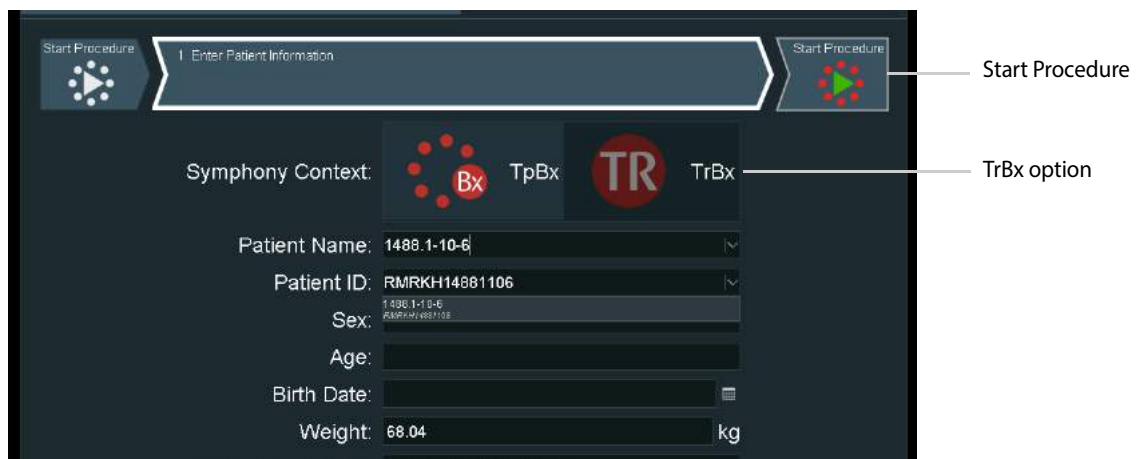 Start Procedure
1 Enter Patient Information
Start Procedure
Start Procedure
Symphony Context:
Bx
TpBx
TR
TrBx
TrBx option
Patient Name: 1488.1-10-6
Patient ID: RMRKH14881106
1488.1-10-6
RMRKH14881106
Sex:
Age:
Birth Date:
Weight: 68.04 kg